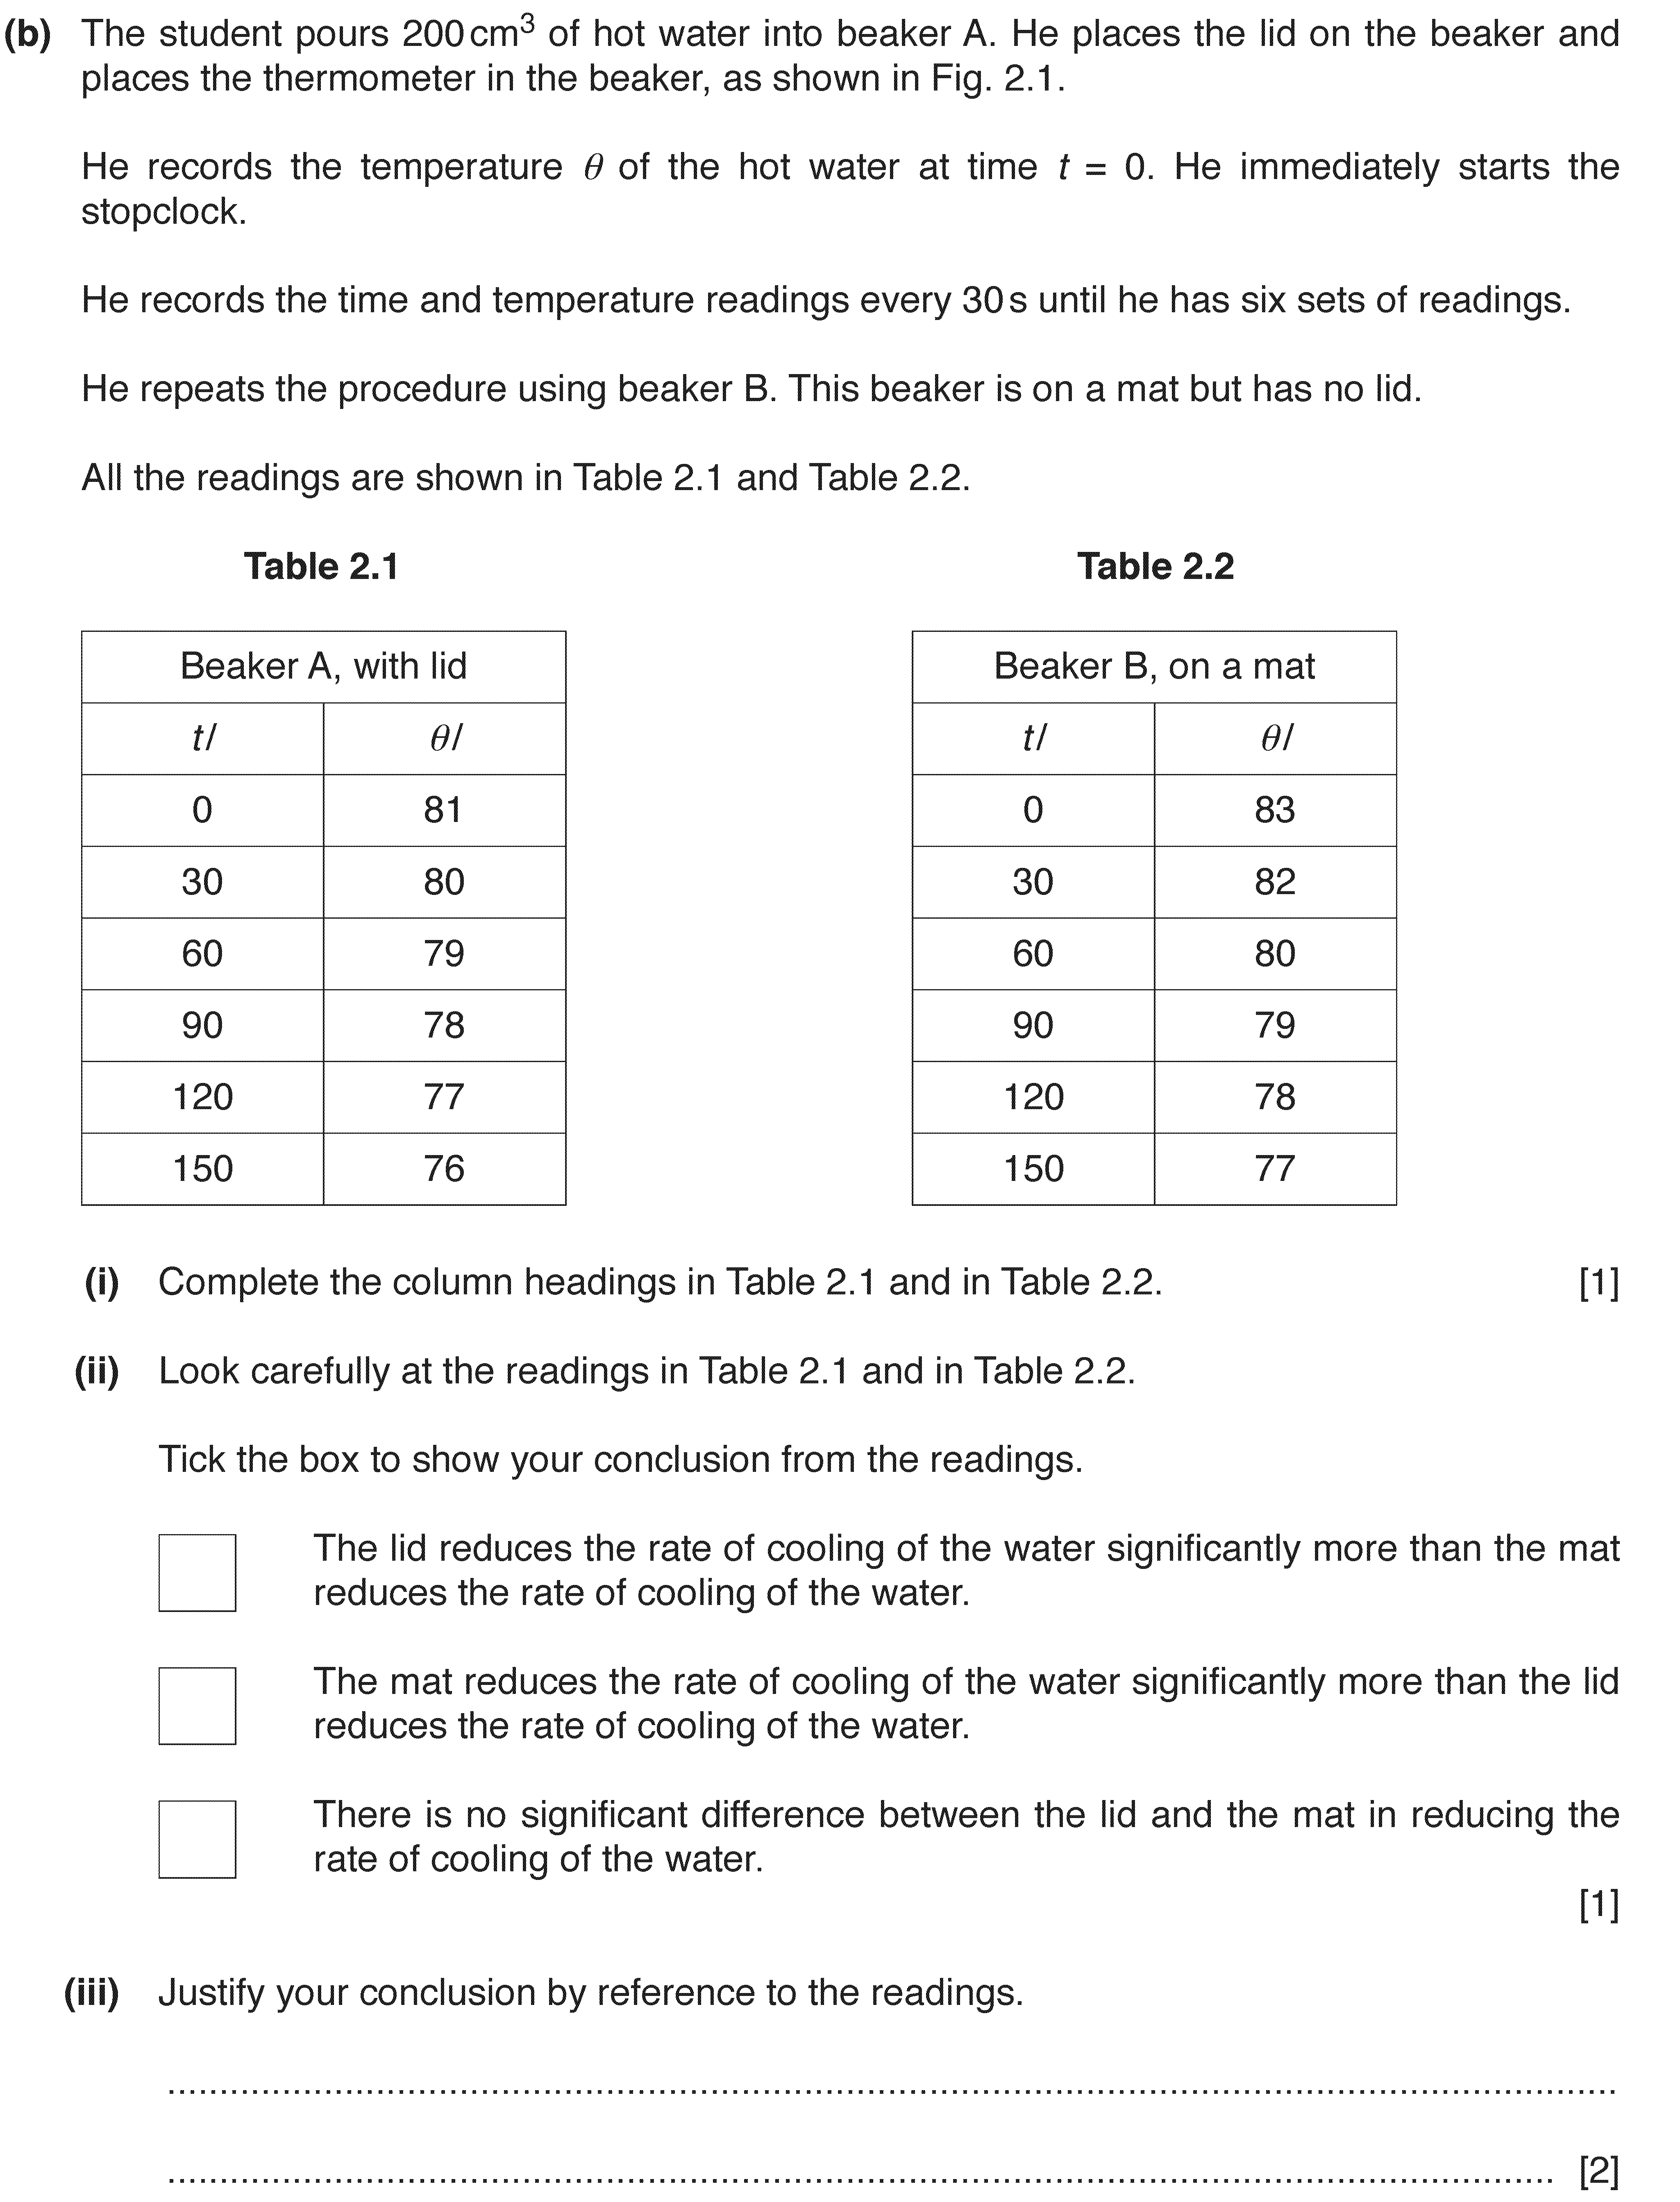 (b) The student pours 200 cm³ of hot water into beaker A. He places the lid on the beaker and
places the thermometer in the beaker, as shown in Fig. 2.1.
He records the temperature θ of the hot water at time t = 0. He immediately starts the
stopclock.
He records the time and temperature readings every 30 s until he has six sets of readings.
He repeats the procedure using beaker B. This beaker is on a mat but has no lid.
All the readings are shown in Table 2.1 and Table 2.2.
Table 2.1
Beaker A, with lid
t/ θ/
0 81
30 80
60 79
90 78
120 77
150 76
Table 2.2
Beaker B, on a mat
t/ θ/
0 83
30 82
60 80
90 79
120 78
150 77
(i) Complete the column headings in Table 2.1 and in Table 2.2. [1]
(ii) Look carefully at the readings in Table 2.1 and in Table 2.2.
Tick the box to show your conclusion from the readings.
The lid reduces the rate of cooling of the water significantly more than the mat
reduces the rate of cooling of the water.
The mat reduces the rate of cooling of the water significantly more than the lid
reduces the rate of cooling of the water.
There is no significant difference between the lid and the mat in reducing the
rate of cooling of the water.
[1]
(iii) Justify your conclusion by reference to the readings.
[2]